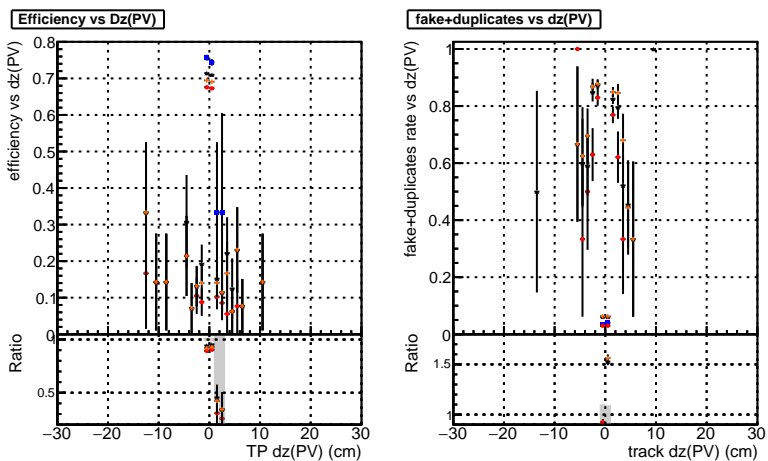 Efficiency vs Dz(PV)
efficiency vs dz(PV)
0.8
0.7
0.6
0.5
0.4
0.3
0.2
0.1
0
Ratio
1
0.5
−30 −20 −10 0 10 20 30
TP dz(PV) (cm)
fake+duplicates vs dz(PV)
fake+duplicates rate vs dz(PV)
1
0.8
0.6
0.4
0.2
0
Ratio
1.5
1
−30 −20 −10 0 10 20 30
track dz(PV) (cm)